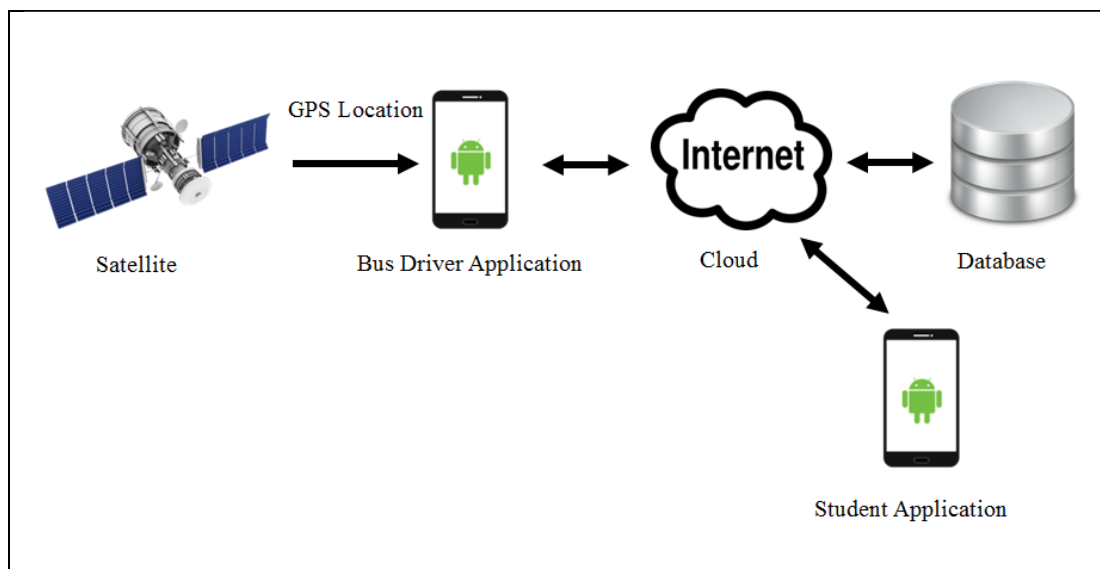 GPS Location
Internet
Satellite
Bus Driver Application
Cloud
Database
Student Application